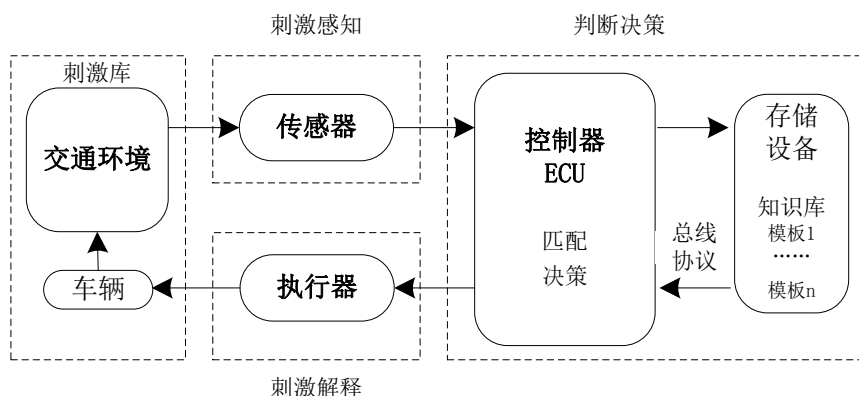 刺激感知
判断决策
刺激库
交通环境
传感器
控制器
ECU
匹配
决策
存储
设备
知识库
模板1
……
模板n
总线
协议
车辆
执行器
刺激解释